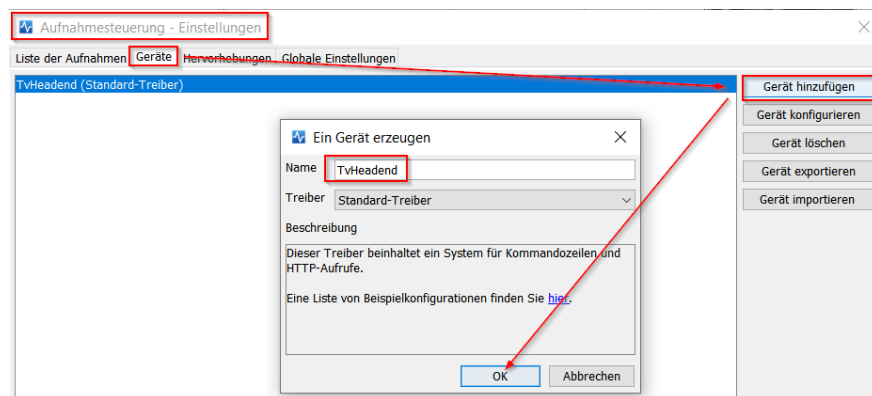 Aufnahmesteuerung - Einstellungen
Liste der Aufnahmen Geräte Hervorhebungen Globale Einstellungen
TvHeadend (Standard-Treiber)
Gerät hinzufügen
Gerät konfigurieren
Gerät löschen
Gerät exportieren
Gerät importieren
Ein Gerät erzeugen
Name TvHeadend
Treiber Standard-Treiber
Beschreibung
Dieser Treiber beinhaltet ein System für Kommandozeilen und
HTTP-Aufrufe.
Eine Liste von Beispielkonfigurationen finden Sie hier.
OK Abbrechen